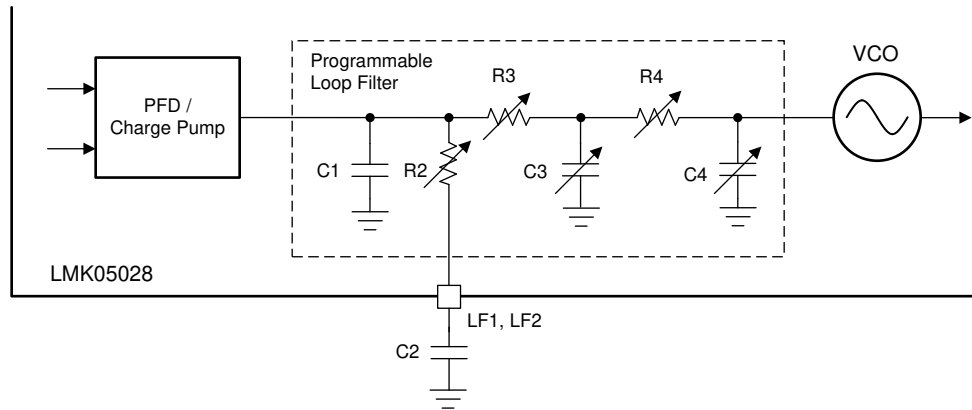 Programmable
Loop Filter
VCO
R3
R4
PFD /
Charge Pump
C1
R2
C3
C4
LMK05028
LF1, LF2
C2